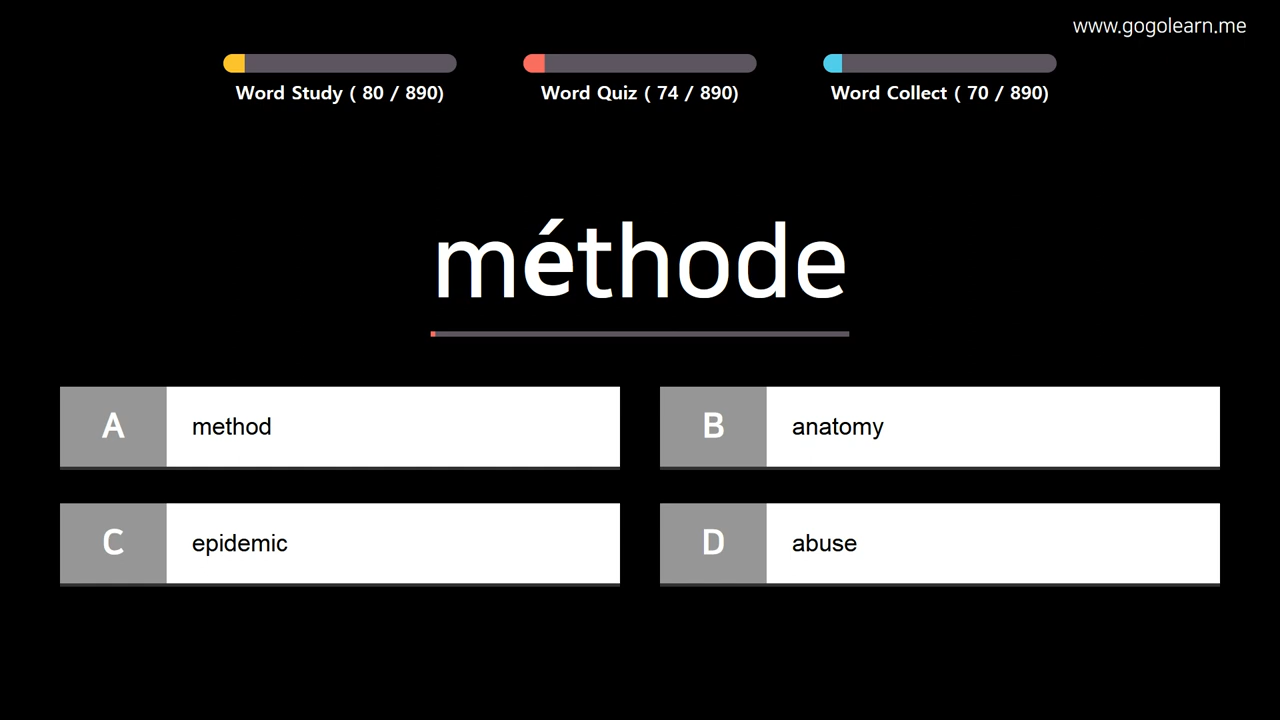 www.gogolearn.me
Word Study ( 80 / 890)
Word Quiz ( 74 / 890)
Word Collect ( 70 / 890)
méthode
A method
B anatomy
C epidemic
D abuse